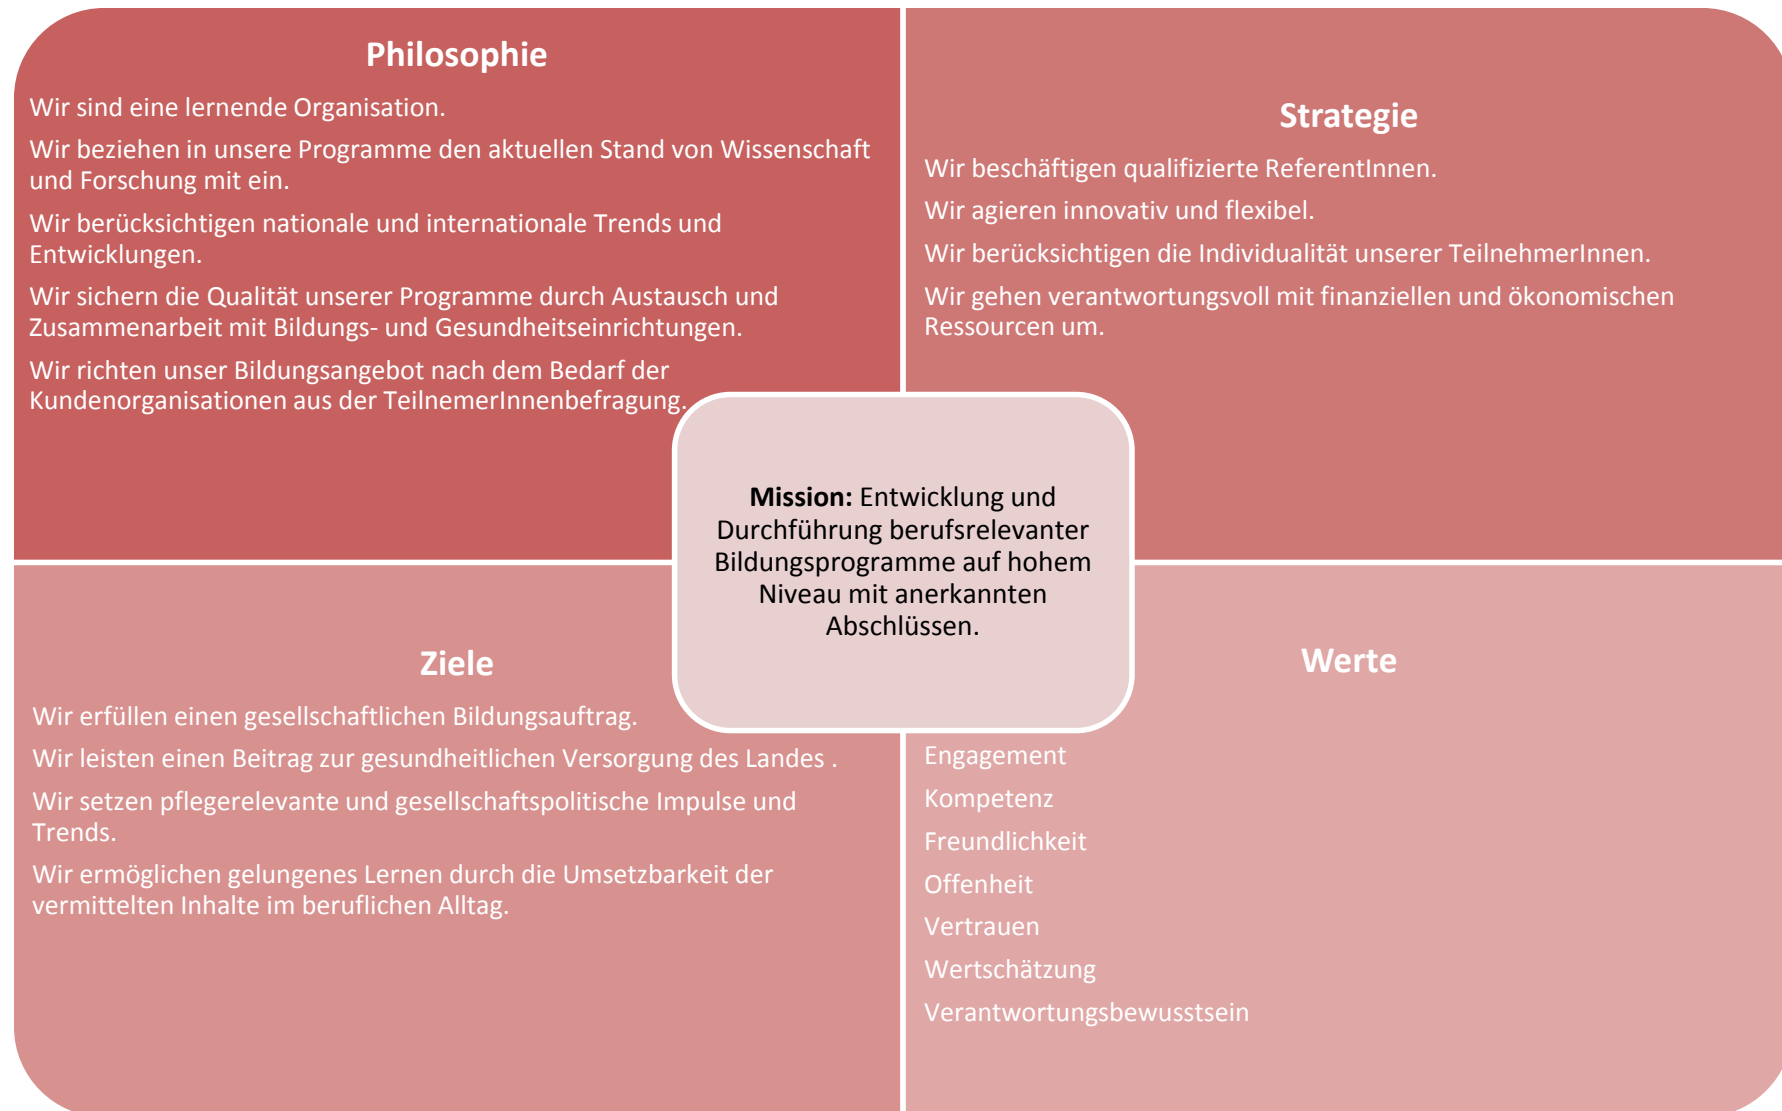 Philosophie
Wir sind eine lernende Organisation.
Wir beziehen in unsere Programme den aktuellen Stand von Wissenschaft
und Forschung mit ein.
Wir berücksichtigen nationale und internationale Trends und
Entwicklungen.
Wir sichern die Qualität unserer Programme durch Austausch und
Zusammenarbeit mit Bildungs- und Gesundheitseinrichtungen.
Wir richten unser Bildungsangebot nach dem Bedarf der
Kundenorganisationen aus der TeilnemerInnenbefragung.
Strategie
Wir beschäftigen qualifizierte ReferentInnen.
Wir agieren innovativ und flexibel.
Wir berücksichtigen die Individualität unserer TeilnehmerInnen.
Wir gehen verantwortungsvoll mit finanziellen und ökonomischen
Ressourcen um.
Mission: Entwicklung und
Durchführung berufsrelevanter
Bildungsprogramme auf hohem
Niveau mit anerkannten
Abschlüssen.
Ziele
Wir erfüllen einen gesellschaftlichen Bildungsauftrag.
Wir leisten einen Beitrag zur gesundheitlichen Versorgung des Landes .
Wir setzen pflegerelevante und gesellschaftspolitische Impulse und
Trends.
Wir ermöglichen gelungenes Lernen durch die Umsetzbarkeit der
vermittelten Inhalte im beruflichen Alltag.
Werte
Engagement
Kompetenz
Freundlichkeit
Offenheit
Vertrauen
Wertschätzung
Verantwortungsbewusstsein